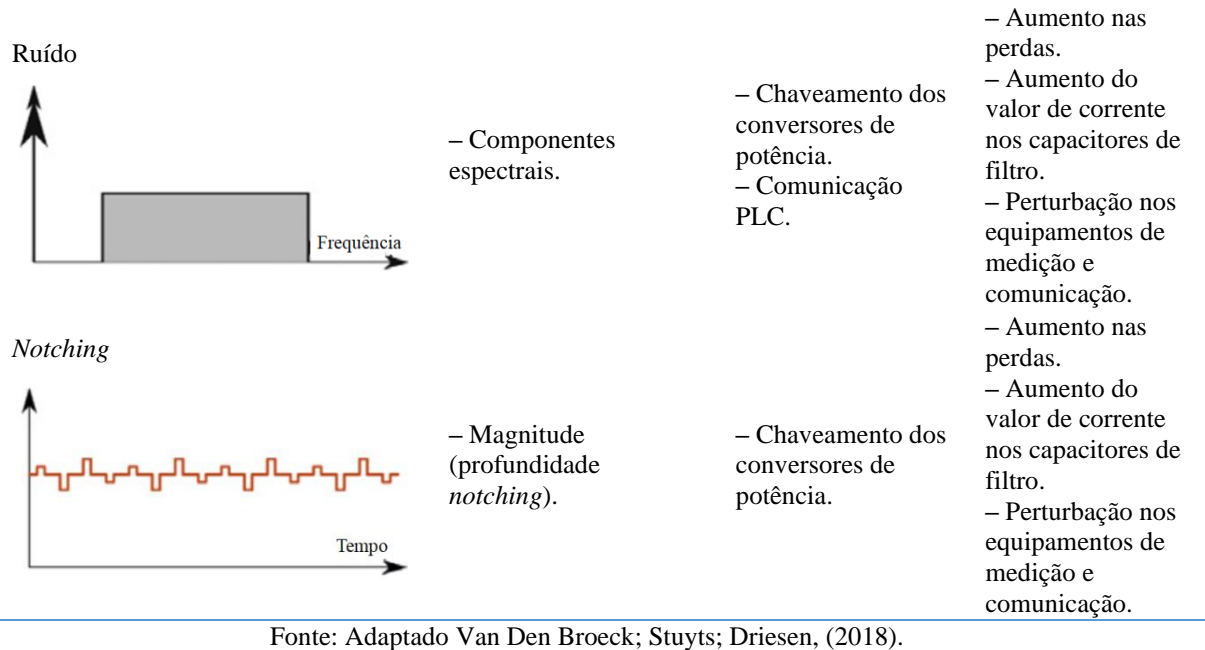 Ruído
Frequência
– Componentes
espectrais.
– Chaveamento dos
conversores de
potência.
– Comunicação
PLC.
– Aumento nas
perdas.
– Aumento do
valor de corrente
nos capacitores de
filtro.
– Perturbação nos
equipamentos de
medição e
comunicação.
Notching
Tempo
– Magnitude
(profundidade
notching).
– Chaveamento dos
conversores de
potência.
– Aumento nas
perdas.
– Aumento do
valor de corrente
nos capacitores de
filtro.
– Perturbação nos
equipamentos de
medição e
comunicação.
Fonte: Adaptado Van Den Broeck; Stuyts; Driesen, (2018).